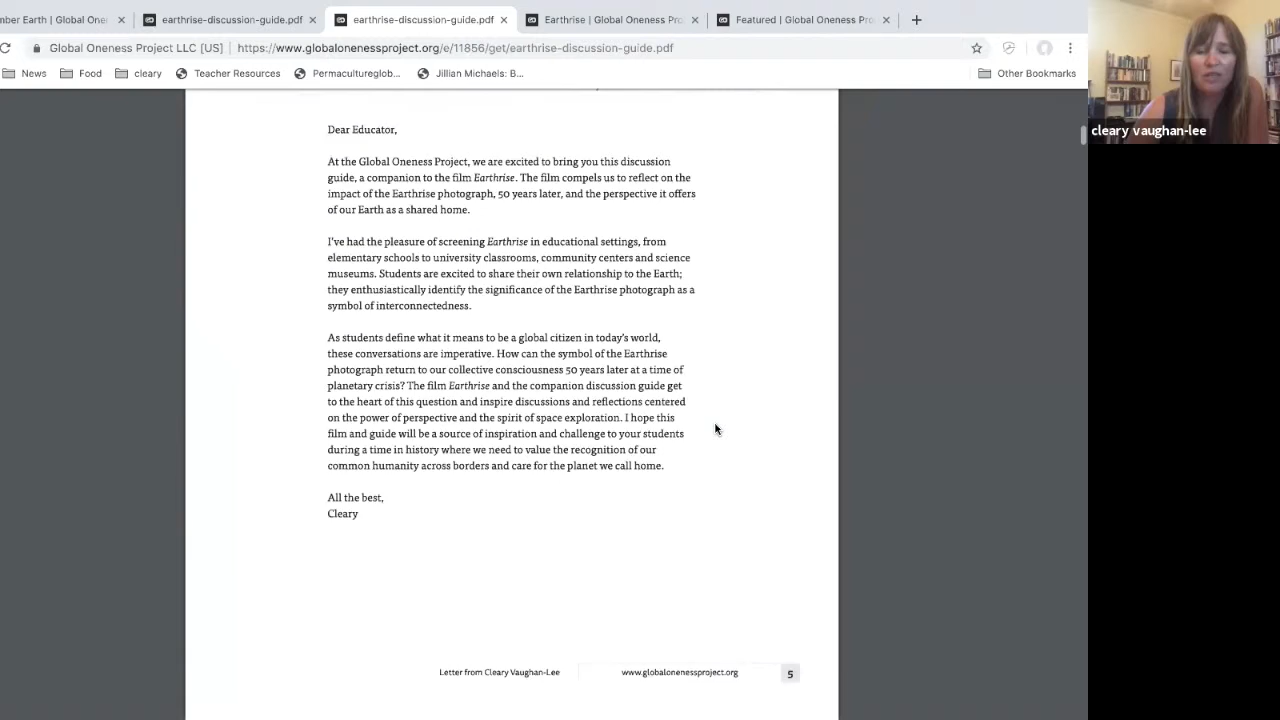 earthrise-discussion-guide.pdf
earthrise-discussion-guide.pdf
Earthrise | Global Oneness Pro
Featured | Global Oneness Pro
Global Oneness Project LLC [US]
https://www.globalonenessproject.org/e/11856/get/earthrise-discussion-guide.pdf
News
Food
cleary
Teacher Resources
Permacultureglob...
Jillian Michaels: B...
Other Bookmarks
cleary vaughan-lee
Dear Educator,
At the Global Oneness Project, we are excited to bring you this discussion
guide, a companion to the film Earthrise. The film compels us to reflect on the
impact of the Earthrise photograph, 50 years later, and the perspective it offers
of our Earth as a shared home.
I've had the pleasure of screening Earthrise in educational settings, from
elementary schools to university classrooms, community centers and science
museums. Students are excited to share their own relationship to the Earth;
they enthusiastically identify the significance of the Earthrise photograph as a
symbol of interconnectedness.
As students define what it means to be a global citizen in today's world,
these conversations are imperative. How can the symbol of the Earthrise
photograph return to our collective consciousness 50 years later at a time of
planetary crisis? The film Earthrise and the companion discussion guide get
to the heart of this question and inspire discussions and reflections centered
on the power of perspective and the spirit of space exploration. I hope this
film and guide will be a source of inspiration and challenge to your students
during a time in history where we need to value the recognition of our
common humanity across borders and care for the planet we call home.
All the best,
Cleary
Letter from Cleary Vaughan-Lee
www.globalonenessproject.org
5